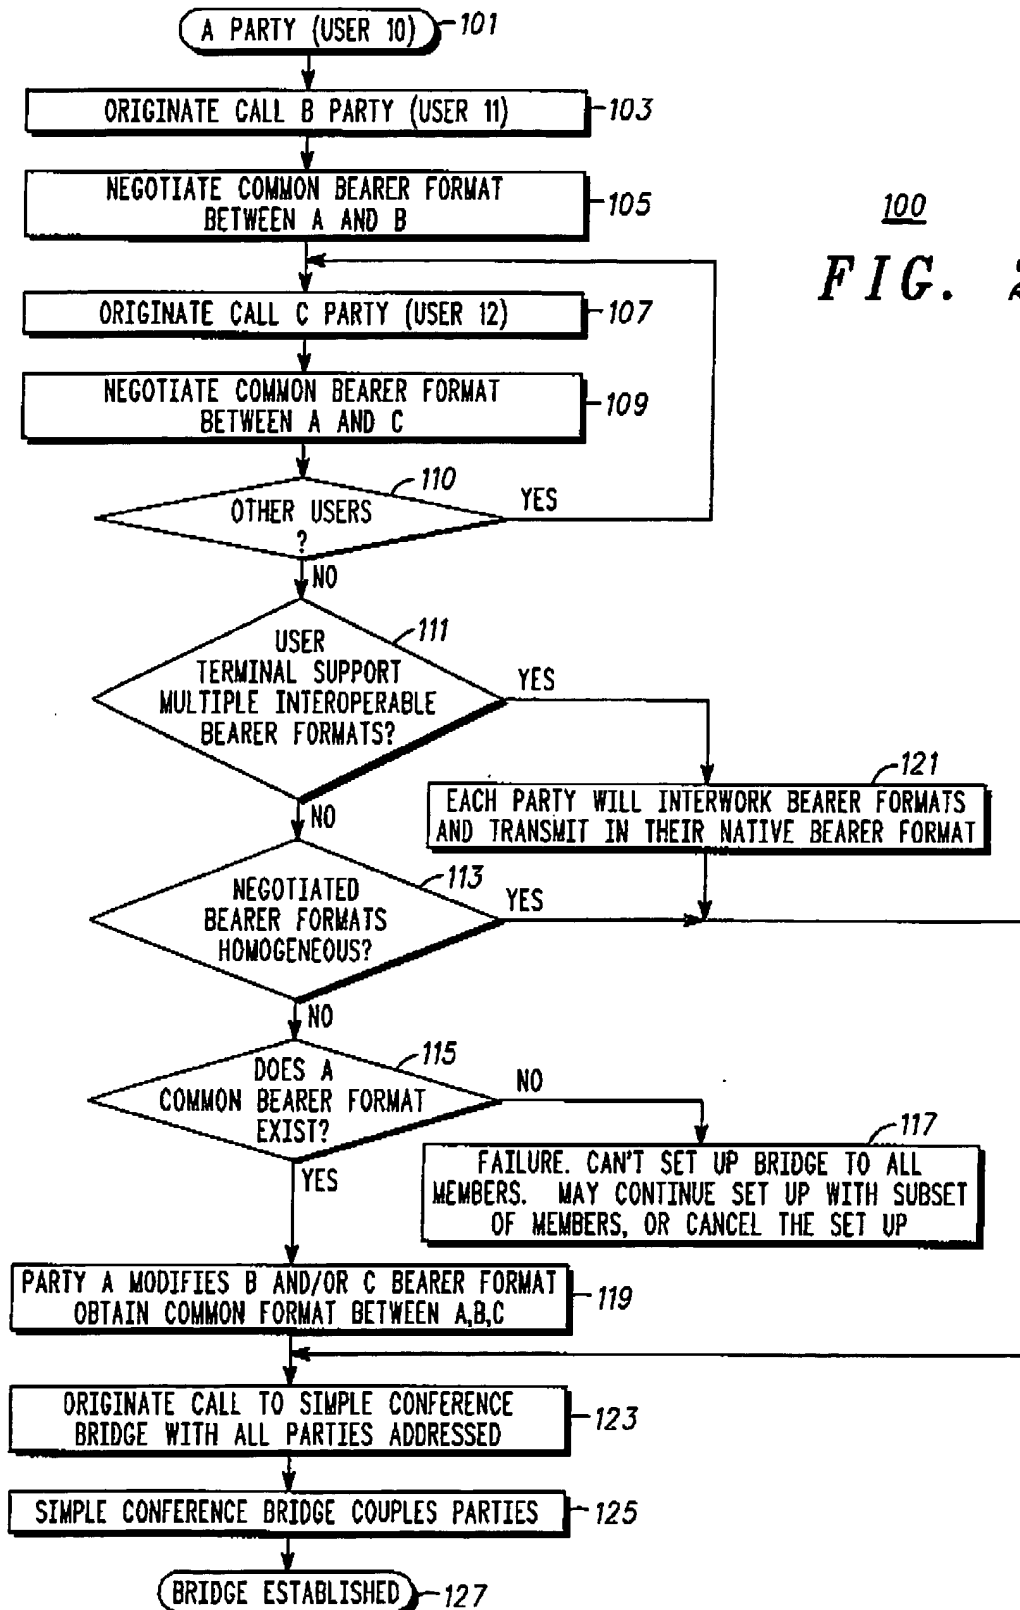 A PARTY (USER 10)
101
ORIGINATE CALL B PARTY (USER 11)
103
NEGOTIATE COMMON BEARER FORMAT
BETWEEN A AND B
105
100
FIG. 2
ORIGINATE CALL C PARTY (USER 12)
107
NEGOTIATE COMMON BEARER FORMAT
BETWEEN A AND C
109
110
OTHER USERS
?
YES
NO
111
USER
TERMINAL SUPPORT
MULTIPLE INTEROPERABLE
BEARER FORMATS?
YES
NO
121
EACH PARTY WILL INTERWORK BEARER FORMATS
AND TRANSMIT IN THEIR NATIVE BEARER FORMAT
113
NEGOTIATED
BEARER FORMATS
HOMOGENEOUS?
YES
NO
115
DOES A
COMMON BEARER FORMAT
EXIST?
NO
YES
117
FAILURE. CAN'T SET UP BRIDGE TO ALL
MEMBERS. MAY CONTINUE SET UP WITH SUBSET
OF MEMBERS, OR CANCEL THE SET UP
PARTY A MODIFIES B AND/OR C BEARER FORMAT
OBTAIN COMMON FORMAT BETWEEN A,B,C
119
ORIGINATE CALL TO SIMPLE CONFERENCE
BRIDGE WITH ALL PARTIES ADDRESSED
123
SIMPLE CONFERENCE BRIDGE COUPLES PARTIES
125
BRIDGE ESTABLISHED
127